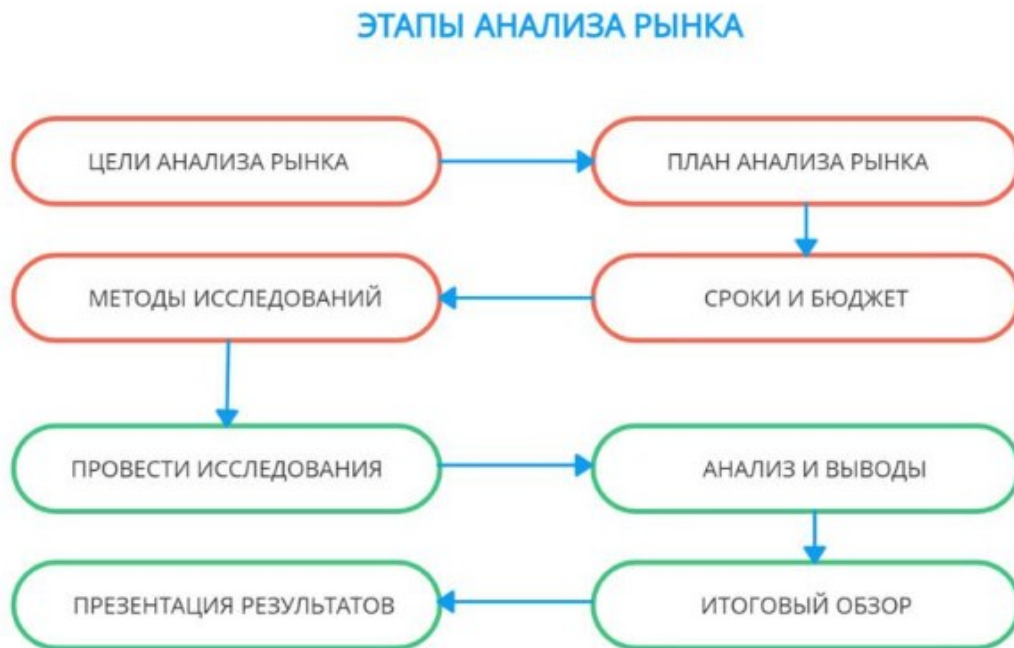 ЭТАПЫ АНАЛИЗА РЫНКА
ЦЕЛИ АНАЛИЗА РЫНКА
ПЛАН АНАЛИЗА РЫНКА
СРОКИ И БЮДЖЕТ
МЕТОДЫ ИССЛЕДОВАНИЙ
ПРОВЕСТИ ИССЛЕДОВАНИЯ
АНАЛИЗ И ВЫВОДЫ
ИТОГОВЫЙ ОБЗОР
ПРЕЗЕНТАЦИЯ РЕЗУЛЬТАТОВ